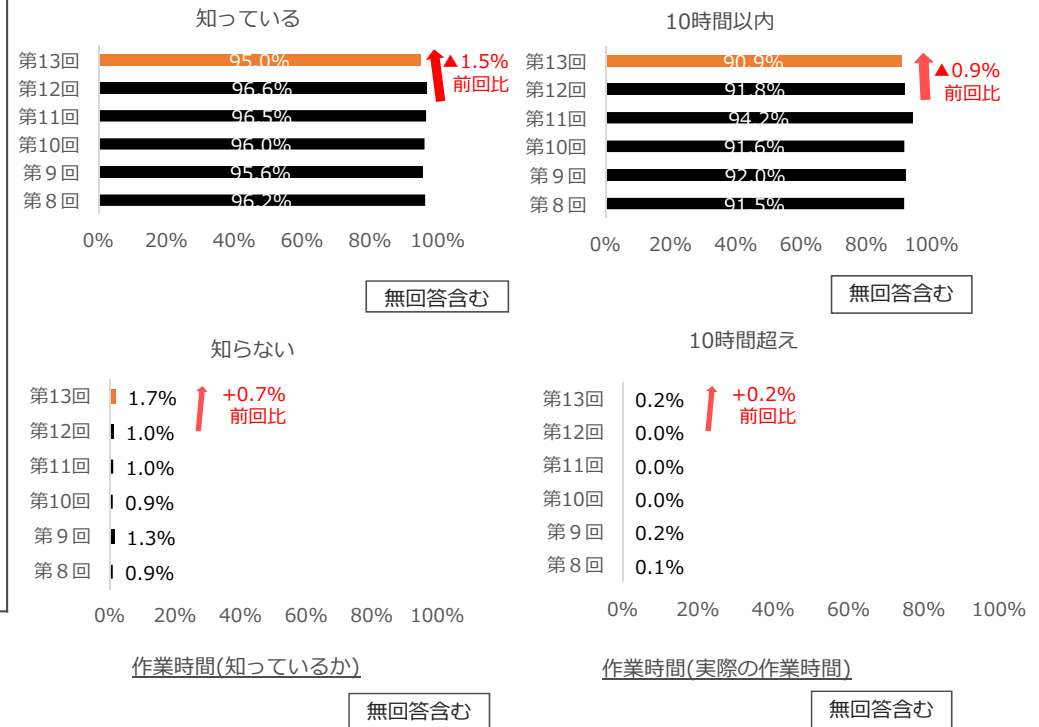 知っている
第13回 95.0%
第12回 96.6%
第11回 96.5%
第10回 96.0%
第９回 95.6%
第８回 96.2%
▲1.5%
前回比
0% 20% 40% 60% 80% 100%
無回答含む
10時間以内
第13回 90.9%
第12回 91.8%
第11回 94.2%
第10回 91.6%
第９回 92.0%
第８回 91.5%
▲0.9%
前回比
0% 20% 40% 60% 80% 100%
無回答含む
知らない
第13回 1.7%
第12回 1.0%
第11回 1.0%
第10回 0.9%
第９回 1.3%
第８回 0.9%
+0.7%
前回比
0% 20% 40% 60% 80% 100%
作業時間(知っているか)
無回答含む
10時間超え
第13回 0.2%
第12回 0.0%
第11回 0.0%
第10回 0.0%
第９回 0.2%
第８回 0.1%
+0.2%
前回比
0% 20% 40% 60% 80% 100%
作業時間(実際の作業時間)
無回答含む